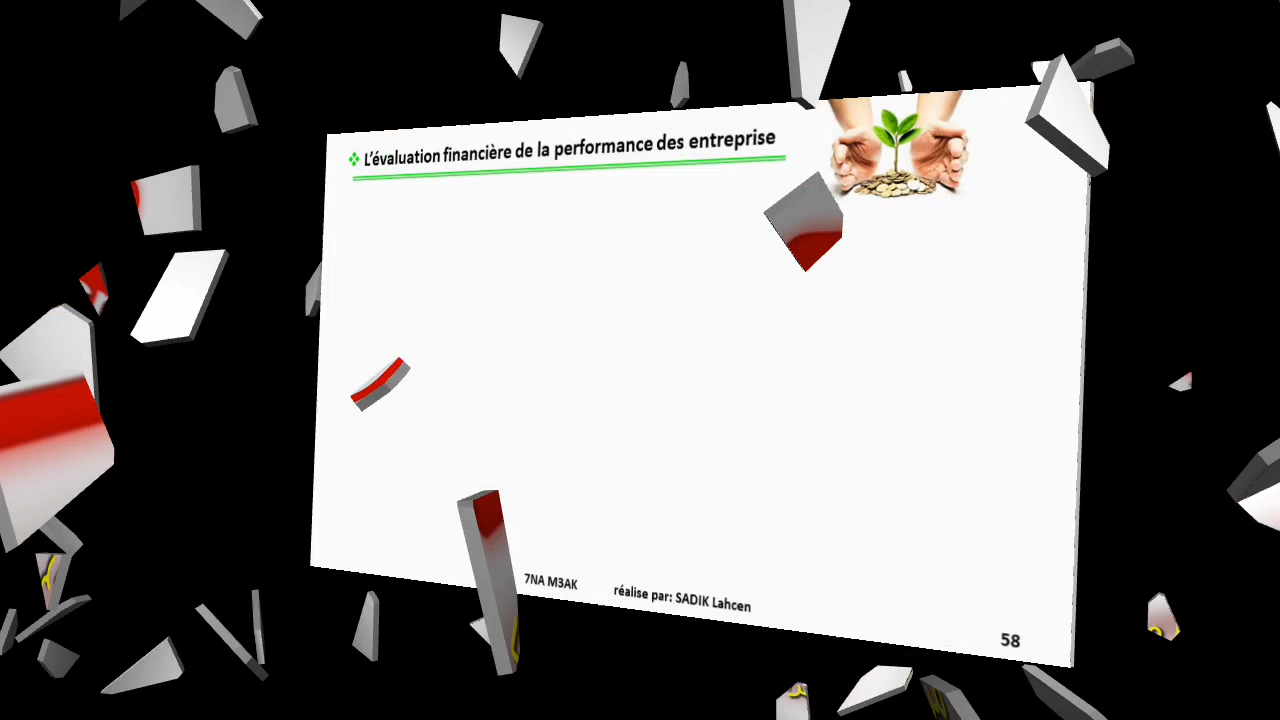 L'évaluation financière de la performance des entreprise
7NA M3AK réalise par: SADIK Lahcen
58